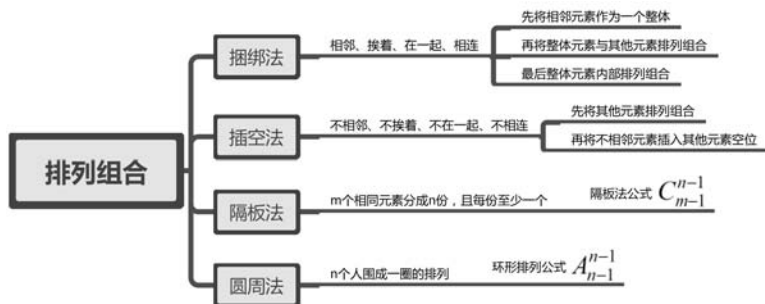 排列组合
捆绑法
相邻、挨着、在一起、相连
先将相邻元素作为一个整体
再将整体元素与其他元素排列组合
最后整体元素内部排列组合
插空法
不相邻、不挨着、不在一起、不相连
先将其他元素排列组合
再将不相邻元素插入其他元素空位
隔板法
m个相同元素分成n份，且每份至少一个
隔板法公式 C_{m-1}^{n-1}
圆周法
n个人围成一圈的排列
环形排列公式 A_{n-1}^{n-1}